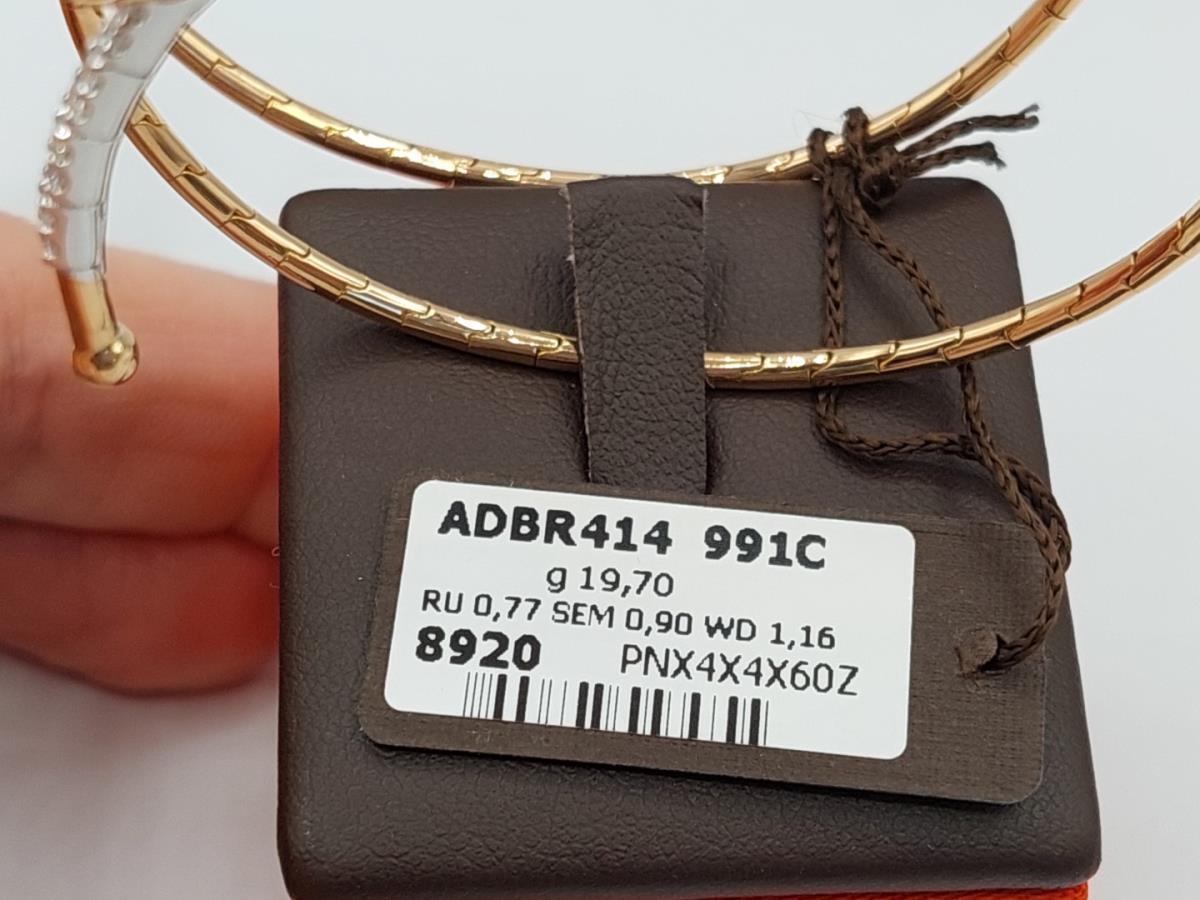 ADBR414 991C
g 19,70
RU 0,77 SEM 0,90 WD 1,16
8920 PNX4X4X60Z